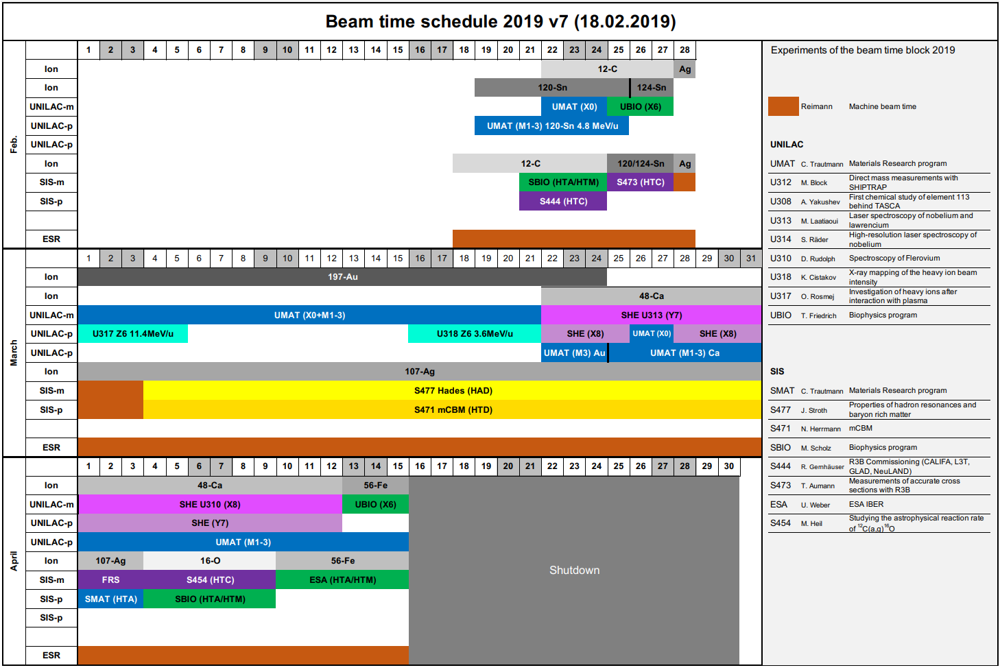 Beam time schedule 2019 v7 (18.02.2019)
1 2 3 4 5 6 7 8 9 10 11 12 13 14 15 16 17 18 19 20 21 22 23 24 25 26 27 28
Feb.
Ion 12-C Ag
Ion 120-Sn 124-Sn
UNILAC-m UMAT (X0) UBIO (X6)
UNILAC-p UMAT (M1-3) 120-Sn 4.8 MeV/u
UNILAC-p
Ion 12-C 120/124-Sn Ag
SIS-m SBIO (HTA/HTM) S473 (HTC)
SIS-p S444 (HTC)
ESR
1 2 3 4 5 6 7 8 9 10 11 12 13 14 15 16 17 18 19 20 21 22 23 24 25 26 27 28 29 30 31
March
Ion 197-Au
Ion 48-Ca
UNILAC-m UMAT (X0+M1-3) SHE U313 (Y7)
UNILAC-p U317 Z6 11.4MeV/u U318 Z6 3.6MeV/u SHE (X8) UMAT (X0) SHE (X8)
UNILAC-p UMAT (M3) Au UMAT (M1-3) Ca
Ion 107-Ag
SIS-m S477 Hades (HAD)
SIS-p S471 mCBM (HTD)
ESR
1 2 3 4 5 6 7 8 9 10 11 12 13 14 15 16 17 18 19 20 21 22 23 24 25 26 27 28 29 30
April
Ion 48-Ca 56-Fe
UNILAC-m SHE U310 (X8) UBIO (X6)
UNILAC-p SHE (Y7)
UNILAC-p UMAT (M1-3)
Ion 107-Ag 16-O 56-Fe
SIS-m FRS S454 (HTC) ESA (HTA/HTM)
SIS-p SMAT (HTA) SBIO (HTA/HTM)
SIS-p
ESR
Shutdown
Experiments of the beam time block 2019
Reimann Machine beam time
UNILAC
UMAT C. Trautmann Materials Research program
U312 M. Block Direct mass measurements with
SHIPTRAP
U308 A. Yakushev First chemical study of element 113
behind TASCA
U313 M. Laatiaoui Laser spectroscopy of nobelium and
lawrencium
U314 S. Räder High-resolution laser spectroscopy of
nobelium
U310 D. Rudolph Spectroscopy of Flerovium
U318 K. Cistakov X-ray mapping of the heavy ion beam
intensity
U317 O. Rosmej Investigation of heavy ions after
interaction with plasma
UBIO T. Friedrich Biophysics program
SIS
SMAT C. Trautmann Materials Research program
S477 J. Stroth Properties of hadron resonances and
baryon rich matter
S471 N. Herrmann mCBM
SBIO M. Scholz Biophysics program
S444 R. Gernhäuser R3B Commissioning (CALIFA, L3T,
GLAD, NeuLAND)
S473 T. Aumann Measurements of accurate cross
sections with R3B
ESA U. Weber ESA IBER
S454 M. Heil Studying the astrophysical reaction rate
of ¹²C(a,g)¹⁶O